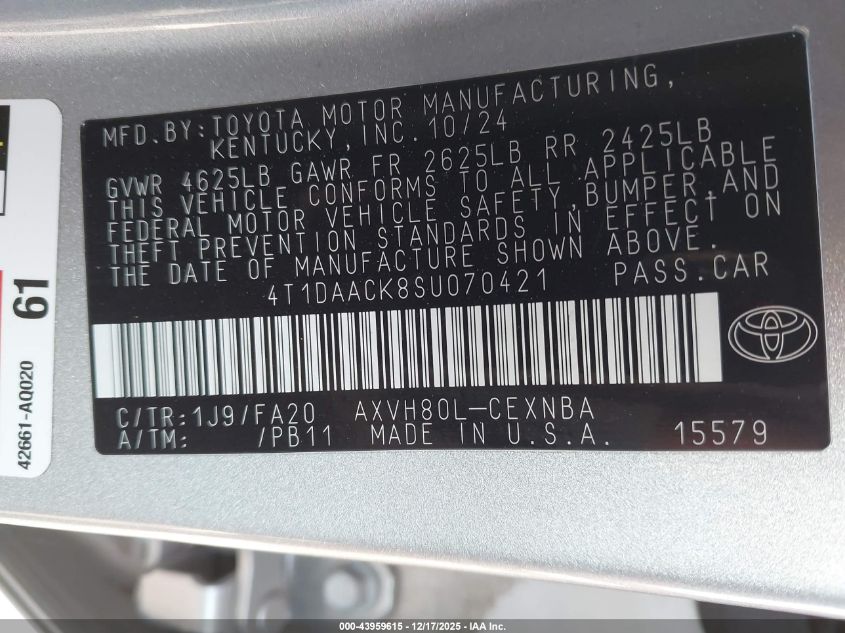 MFD.BY:TOYOTA MOTOR MANUFACTURING,
KENTUCKY,INC.10/24
GVWR 4625LB GAWR FR 2625LB RR 2425LB
THIS VEHICLE CONFORMS TO ALL APPLICABLE
FEDERAL MOTOR VEHICLE SAFETY,BUMPER,AND
THEFT PREVENTION STANDARDS IN EFFECT ON
THE DATE OF MANUFACTURE SHOWN ABOVE.
4T1DAACK8SU070421 PASS.CAR
C/TR:1J9/FA20 AXVH80L-CEXNBA
A/TM: /PB11 MADE IN U.S.A. 15579
61
42661-AQ020
000-43959615 - 12/17/2025 - IAA Inc.